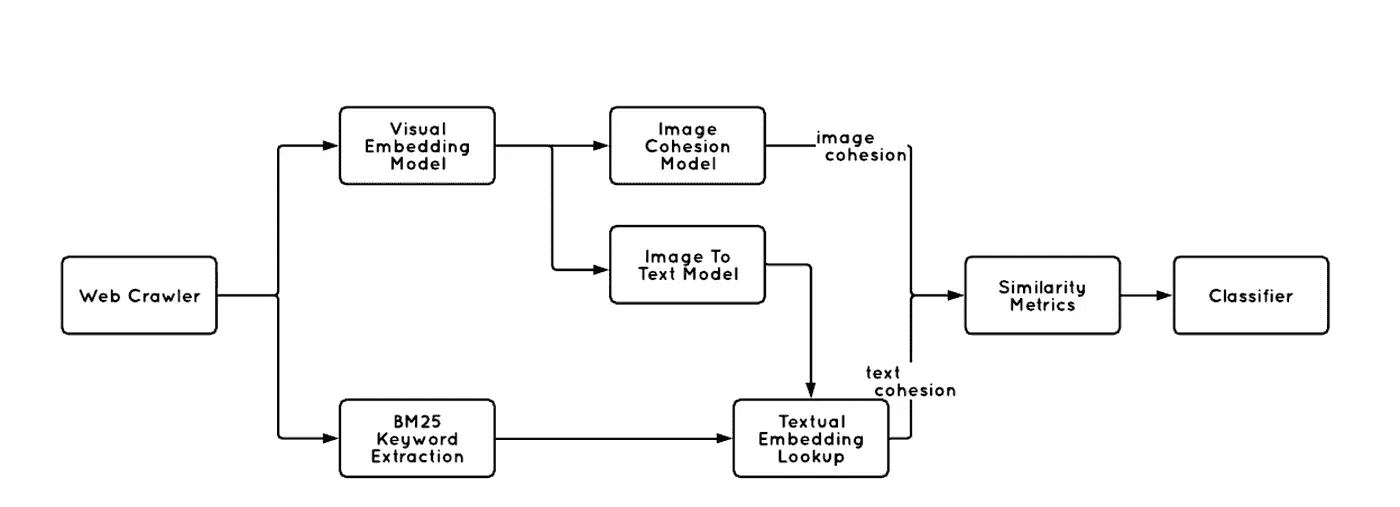 Visual
Embedding
Model
Image
Cohesion
Model
image
cohesion
Image To
Text Model
Web Crawler
Similarity
Metrics
Classifier
text
cohesion
BM25
Keyword
Extraction
Textual
Embedding
Lookup